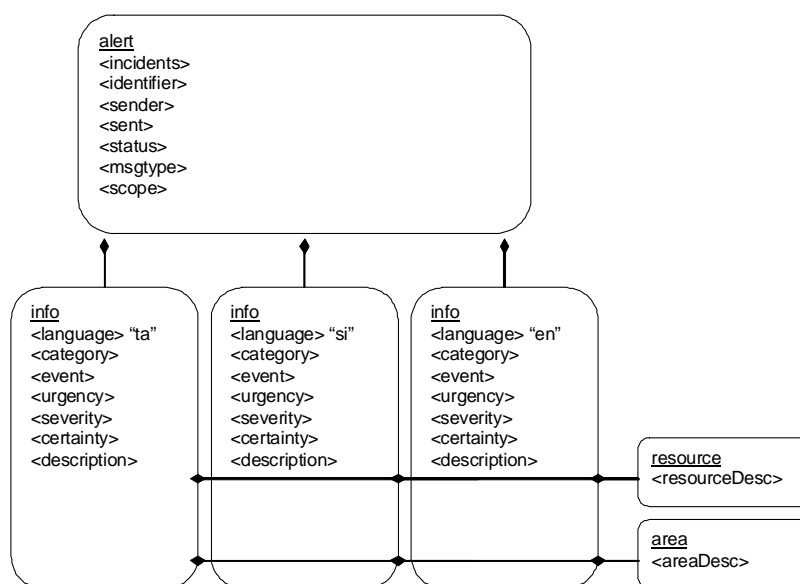 alert
<incidents>
<identifier>
<sender>
<sent>
<status>
<msgtype>
<scope>
info
<language> “ta”
<category>
<event>
<urgency>
<severity>
<certainty>
<description>
info
<language> “si”
<category>
<event>
<urgency>
<severity>
<certainty>
<description>
info
<language> “en”
<category>
<event>
<urgency>
<severity>
<certainty>
<description>
resource
<resourceDesc>
area
<areaDesc>